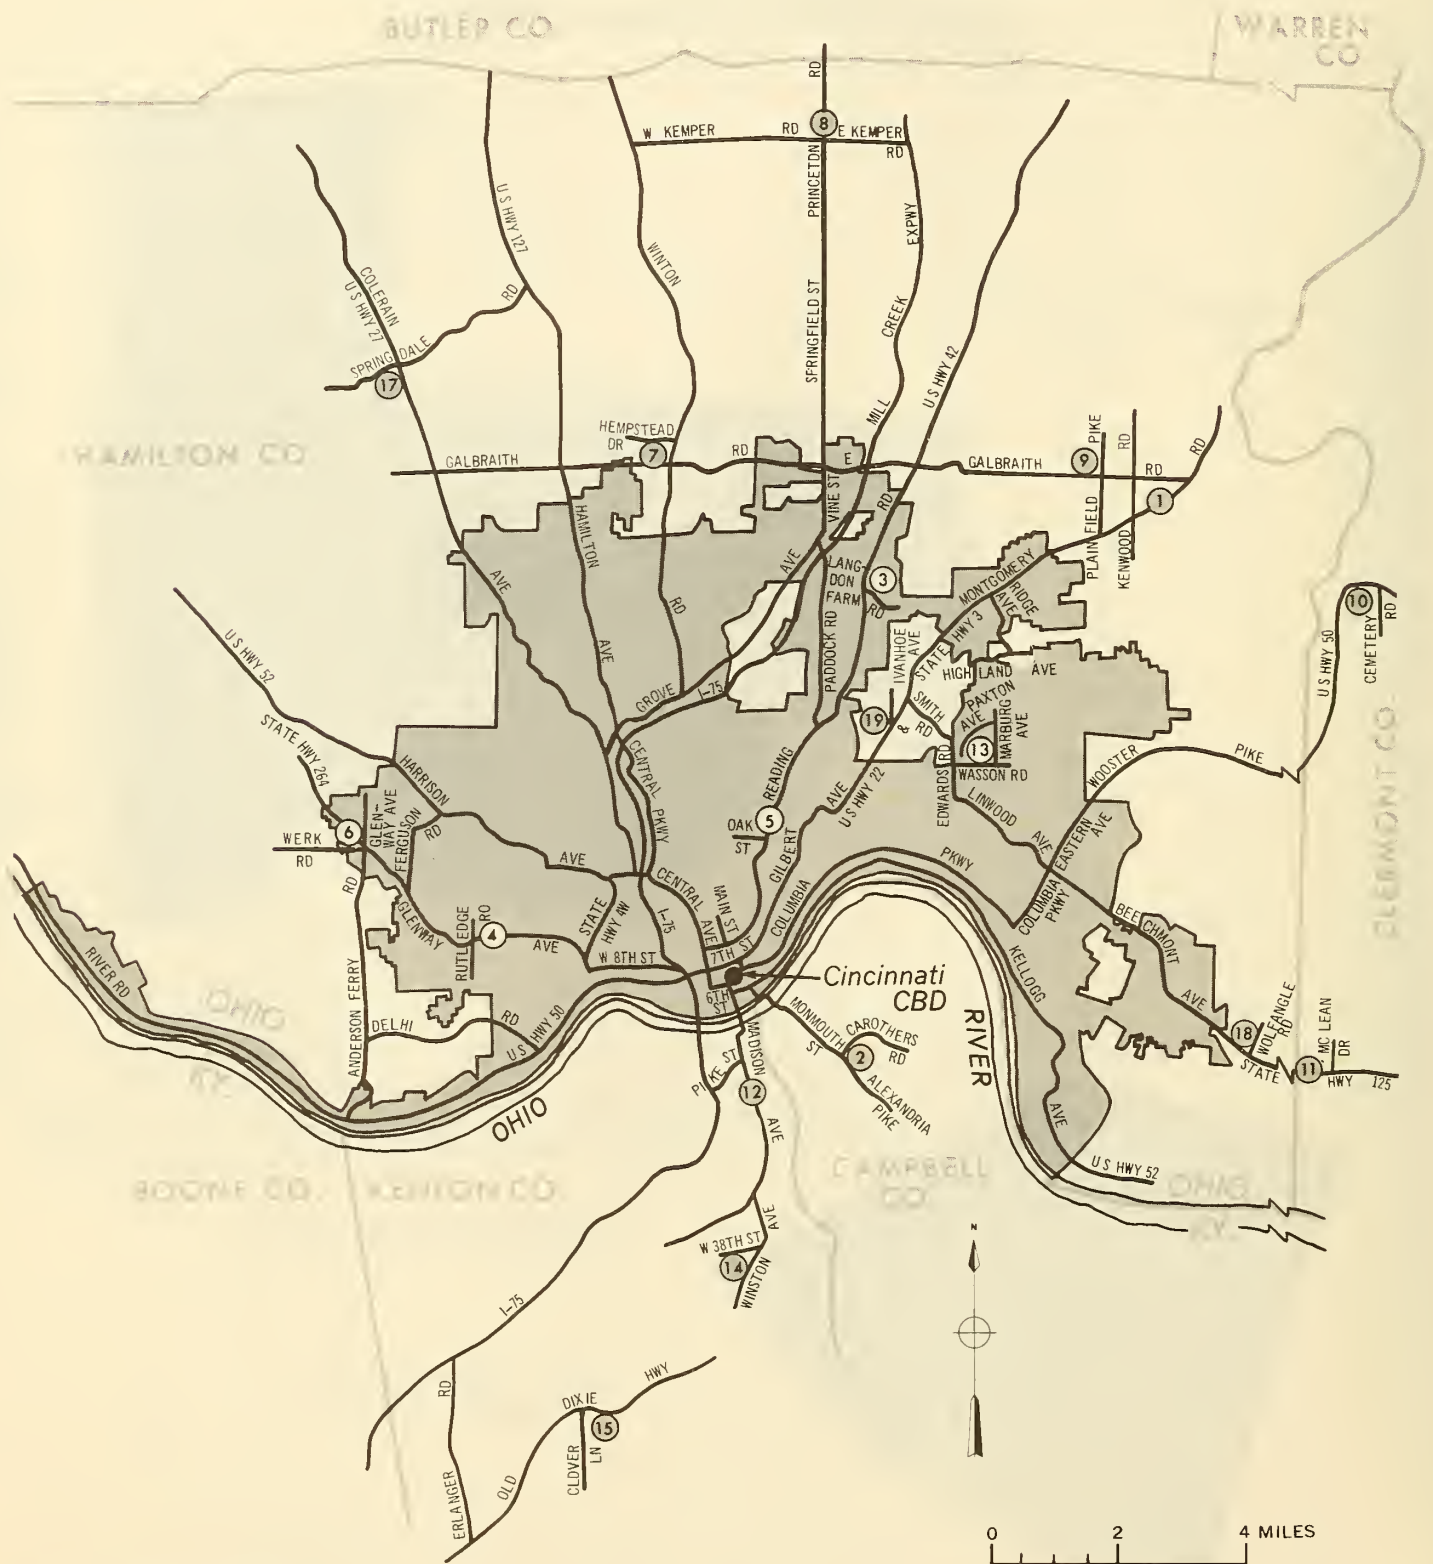 BUTLER CO
WARREN
CO
W KEMPER RD
8
E KEMPER
RD
RD
PRINCETON
SPRINGFIELD ST
EXPWY
CREEK
MILL
U S HWY 42
U S HWY 127
WINTON
RD
COLERAIN
U S HWY 27
SPRINGDALE
RD
17
HAMILTON CO.
HEMPSTEAD
DR
7
GALBRAITH
RD
E
GALBRAITH
RD
9
PIKE
PLAINFIELD
RD
KENWOOD
RD
1
VINE ST
AVE
HAMILTON
AVE
AVE
RD
LANG-
DON
FARM
RD
3
PADDOCK RD
MONTGOMERY
RIDGE
AVE
STATE HWY 3
IVANHOE
AVE
HIGHLAND AVE
PAXTON
AVE
SMITH
RD
&
19
13
MARBURG
AVE
WASSON RD
EDWARDS RD
U S HWY 50
10
CEMETERY
RD
CLERMONT CO.
WOOSTER
PIKE
U S HWY 52
STATE HWY 264
HARRISON
AVE
GROVE
I-75
CENTRAL
PKWY
READING
RD
AVE
U S HWY 22
GILBERT
OAK
ST
5
LINWOOD
AVE
EASTERN
AVE
COLUMBIA
PKWY
6
WERK
RD
GLEN-
WAY AVE
FERGUSON
RD
RD
GLENWAY
AVE
RUTLEDGE
RO
4
STATE
HWY 4W
W 8TH ST
I-75
CENTRAL
AVE
MAIN ST
7TH ST
6TH
ST
COLUMBIA
PKWY
Cincinnati
CBD
BEECHMONT
AVE
KELLOGG
AVE
18
WOLFANGLE
RD
STATE
HWY 125
11
MC LEAN
DR
RIVER RD
OHIO
KY.
ANDERSON FERRY
DELHI
RD
U S HWY 50
OHIO
RIVER
PIKE ST
MADISON
AVE
12
MONMOUTH
ST
CAROTHERS
RD
2
ALEXANDRIA
PIKE
U S HWY 52
OHIO
KY.
BOONE CO.
KENTON CO.
CAMPBELL
CO.
AVE
W 38TH ST
14
WINSTON
I-75
N
ERLANGER
RD
OLD
DIXIE
HWY
15
CLOVER
LN
0 2 4 MILES